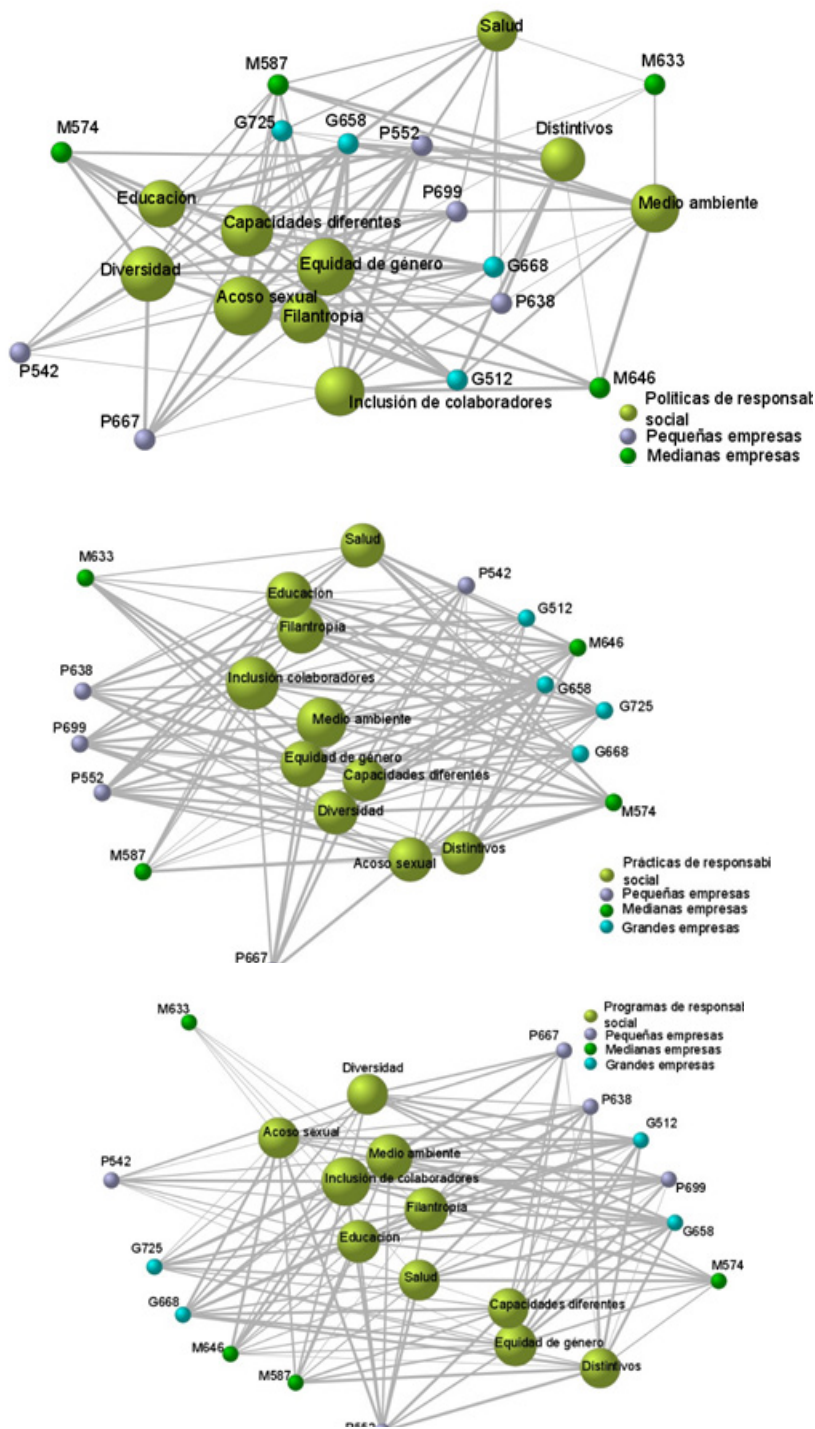 Salud
M587
M633
G725
G658
P552
Distintivos
M574
Educación
P699
Medio ambiente
Capacidades diferentes
Diversidad
Equidad de género
G668
Acoso sexual
Filantropía
P638
P542
G512
M646
Inclusión de colaboradores
P667
Políticas de responsab
social
Pequeñas empresas
Medianas empresas
Salud
M633
P542
Educación
G512
Filantropía
M646
P638
Inclusión colaboradores
G658
G725
Medio ambiente
P699
G668
Equidad de género
P552
Capacidades diferentes
M574
Diversidad
M587
Acoso sexual
Distintivos
Prácticas de responsabi
social
Pequeñas empresas
Medianas empresas
Grandes empresas
P667
M633
Programas de responsal
social
Pequeñas empresas
Medianas empresas
Grandes empresas
P667
Diversidad
P638
G512
Acoso sexual
Medio ambiente
P542
Inclusión de colaboradores
P699
Filantropía
G658
Educación
G725
M574
Salud
G668
Capacidades diferentes
M646
Equidad de género
M587
Distintivos